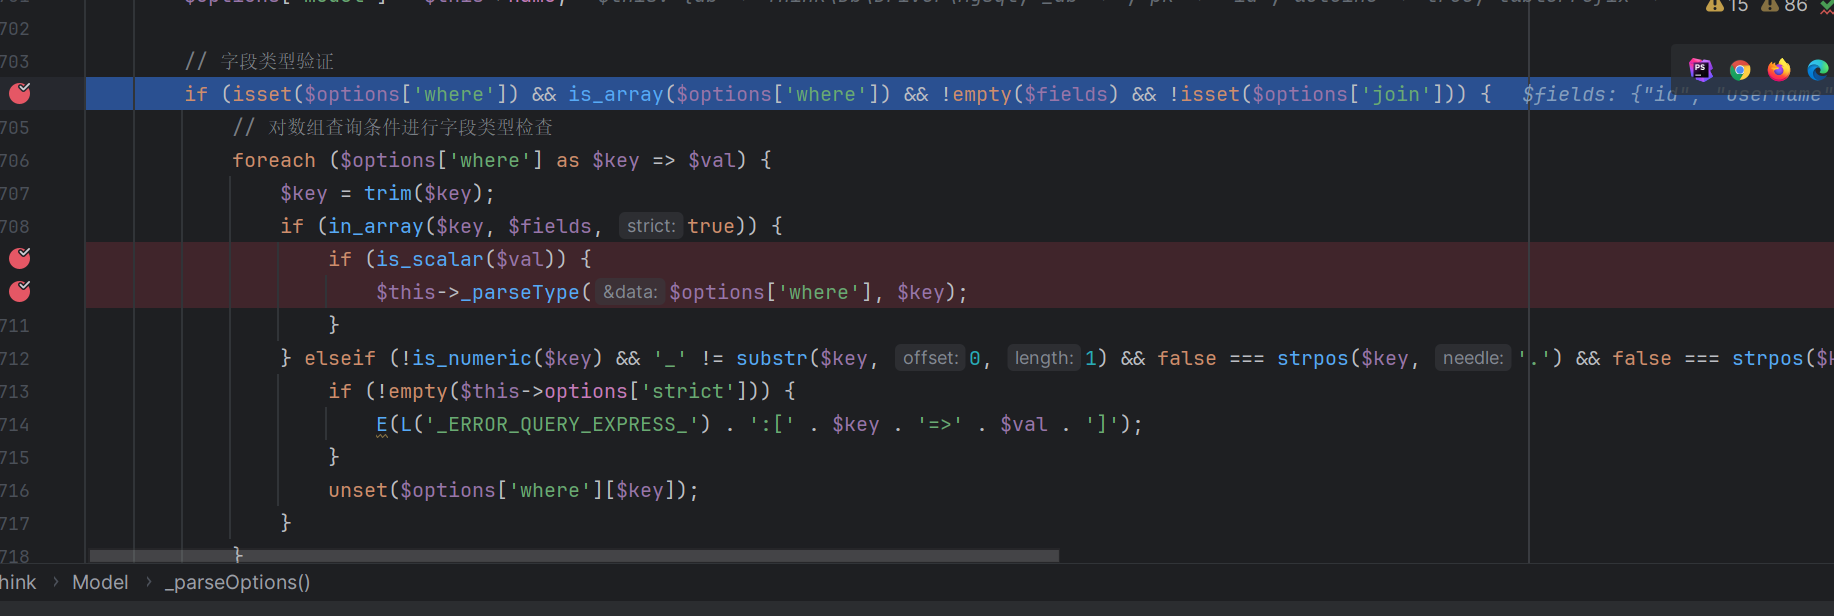 15 86
702
703 // 字段类型验证
if (isset($options['where']) && is_array($options['where']) && !empty($fields) && !isset($options['join'])) { $fields: {"id", "username"
705 // 对数组查询条件进行字段类型检查
706 foreach ($options['where'] as $key => $val) {
707 $key = trim($key);
708 if (in_array($key, $fields, strict: true)) {
if (is_scalar($val)) {
$this->_parseType( &data: $options['where'], $key);
711 }
712 } elseif (!is_numeric($key) && '_' != substr($key, offset: 0, length: 1) && false === strpos($key, needle: '.') && false === strpos($k
713 if (!empty($this->options['strict'])) {
714 E(L('_ERROR_QUERY_EXPRESS_') . ':[' . $key . '=>' . $val . ']');
715 }
716 unset($options['where'][$key]);
717 }
718 }
hink › Model › _parseOptions()